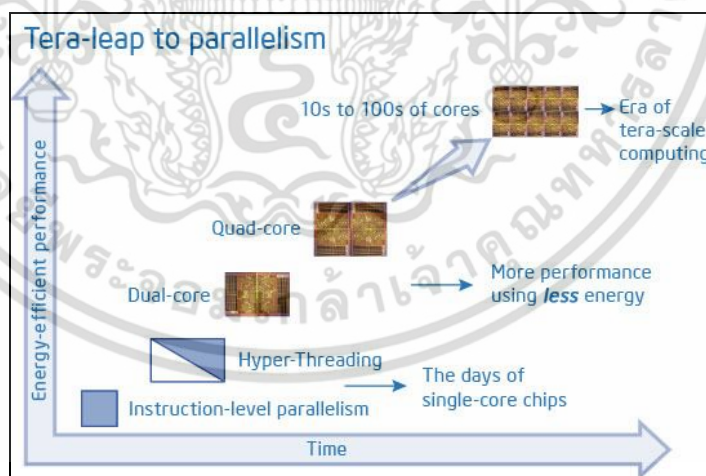 Tera-leap to parallelism
Energy-efficient performance
10s to 100s of cores
Era of
tera-scale
computing
Quad-core
Dual-core
More performance
using less energy
Hyper-Threading
Instruction-level parallelism
The days of
single-core chips
Time